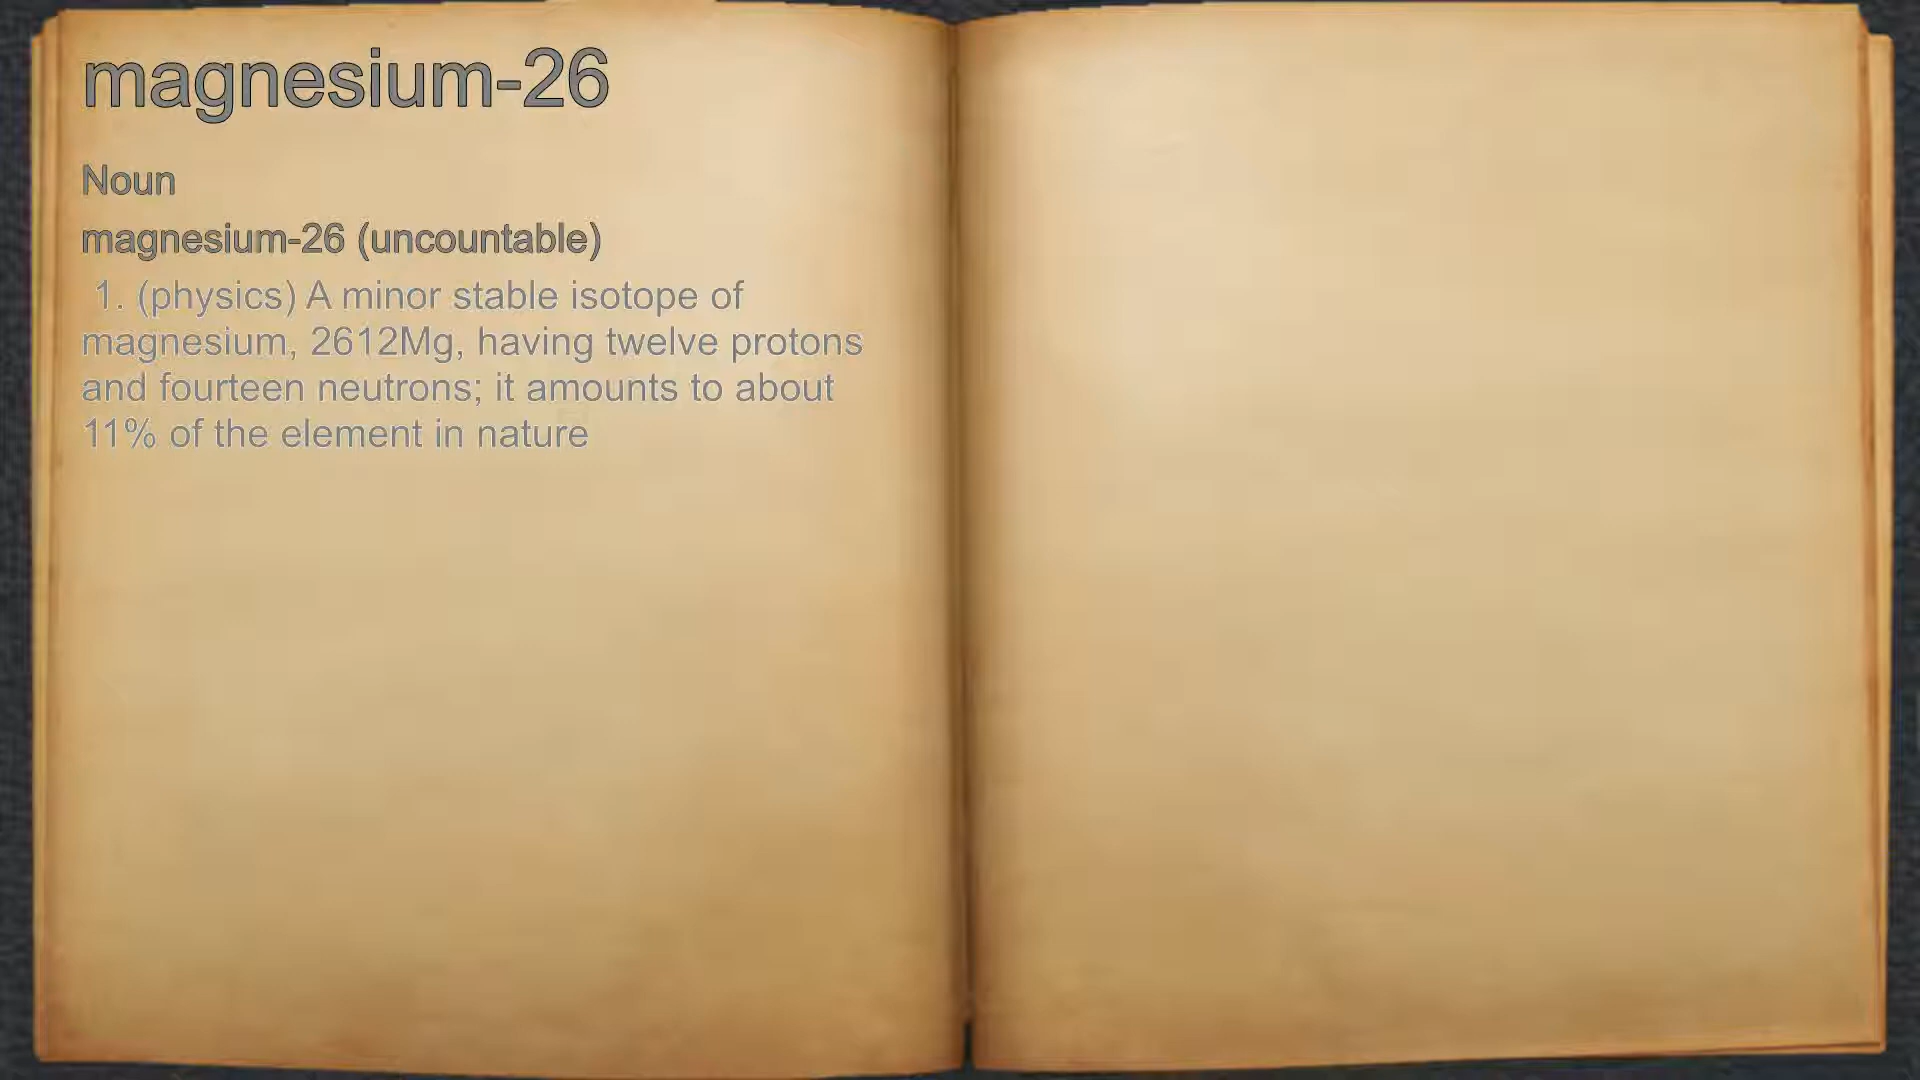 magnesium-26
Noun
magnesium-26 (uncountable)
1. (physics) A minor stable isotope of
magnesium, 2612Mg, having twelve protons
and fourteen neutrons; it amounts to about
11% of the element in nature